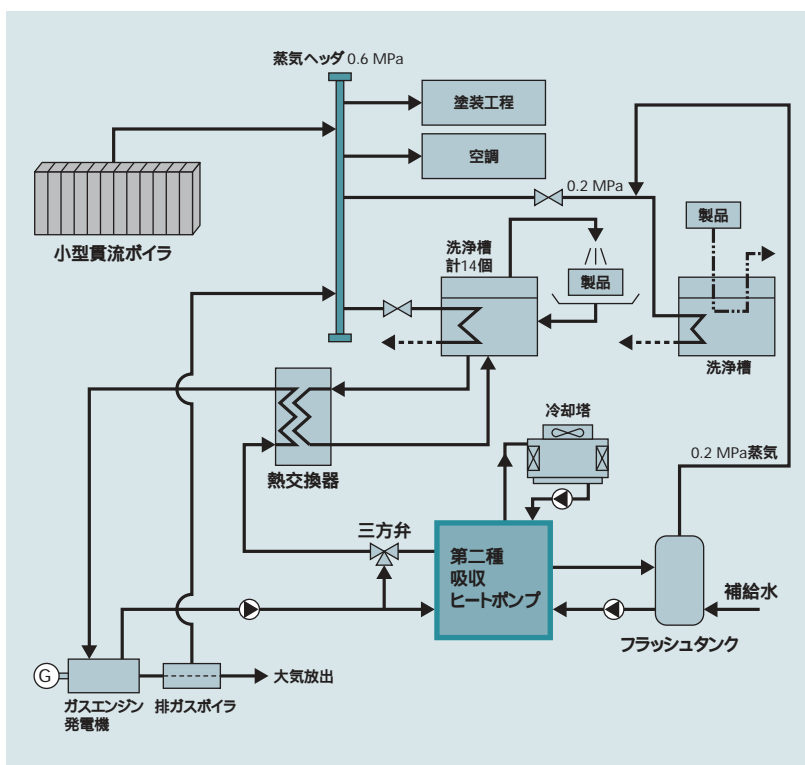 蒸気ヘッダ 0.6 MPa
塗装工程
空調
0.2 MPa
製品
小型貫流ボイラ
洗浄槽
計14個
製品
洗浄槽
冷却塔
0.2 MPa蒸気
熱交換器
三方弁
第二種
吸収
ヒートポンプ
補給水
フラッシュタンク
G
大気放出
ガスエンジン
発電機
排ガスボイラ